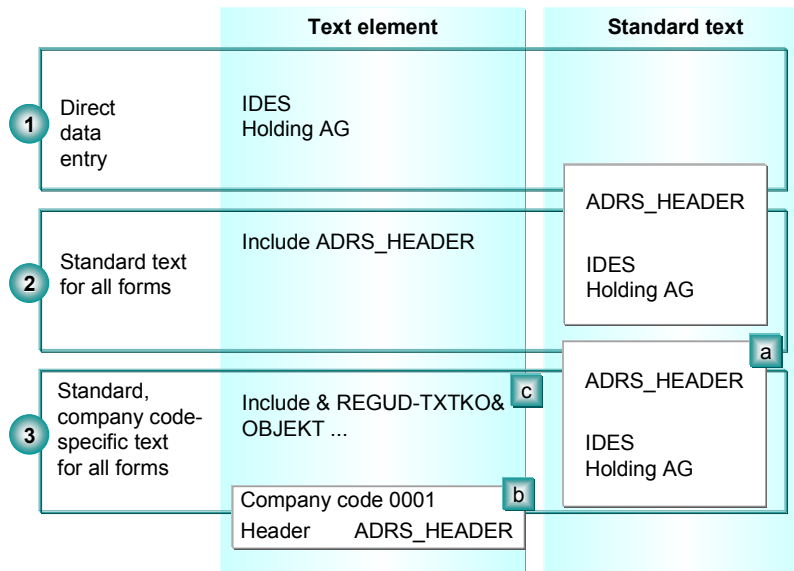 Text element
Standard text
1
Direct
data
entry
IDES
Holding AG
2
Standard text
for all forms
Include ADRS_HEADER
ADRS_HEADER
IDES
Holding AG
3
Standard,
company code-
specific text
for all forms
Include & REGUD-TXTKO&
OBJEKT ...
c
Company code 0001
Header ADRS_HEADER
b
a
ADRS_HEADER
IDES
Holding AG